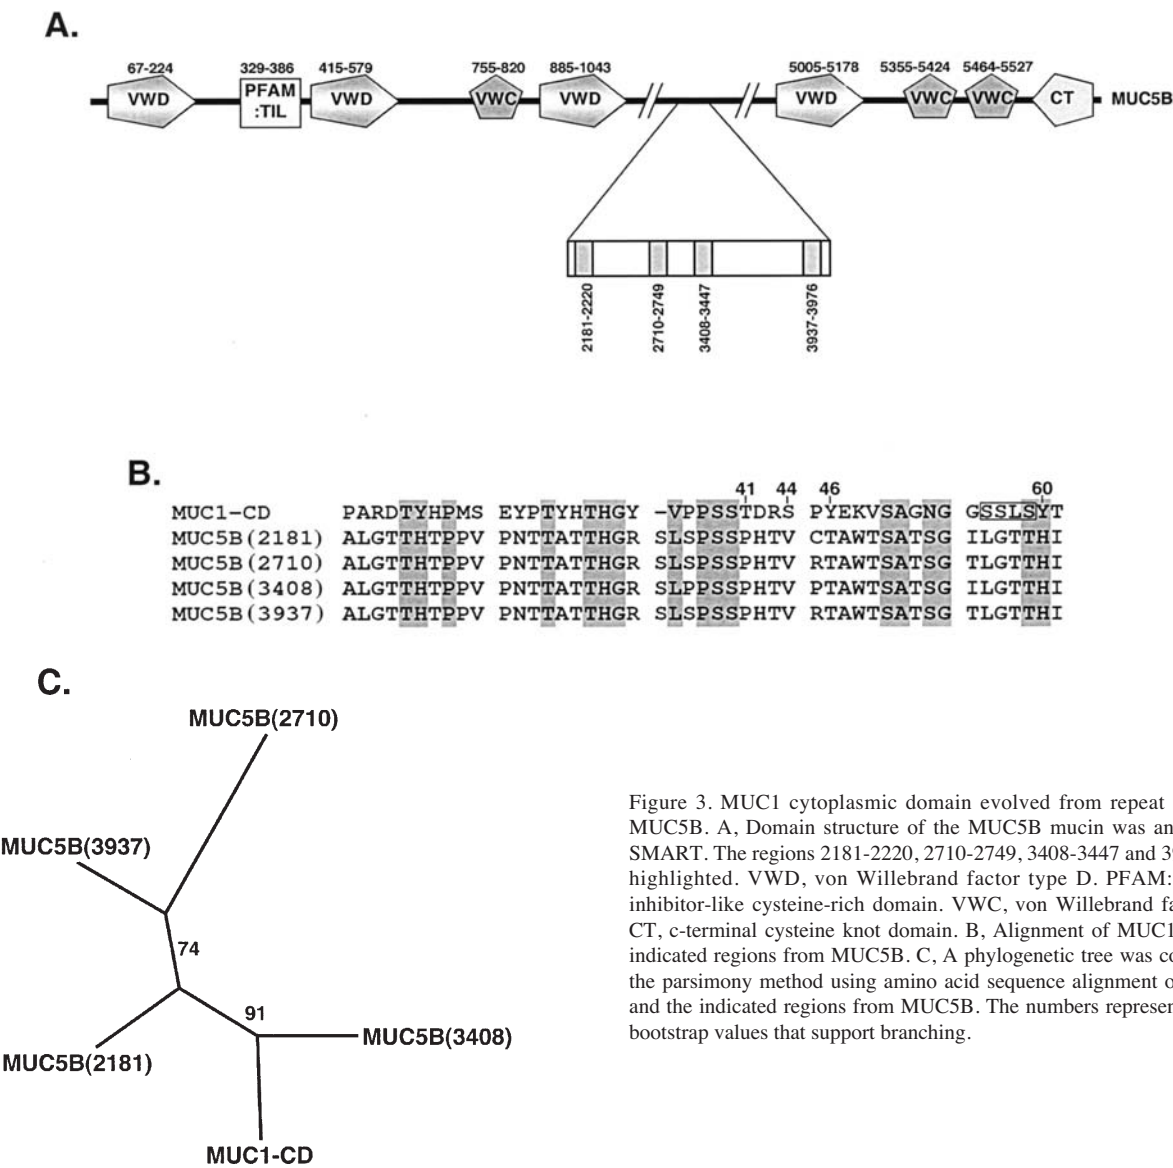 A.
67-224 329-386 415-579 755-820 885-1043 5005-5178 5355-5424 5464-5527
VWD PFAM :TIL VWD VWC VWD VWD VWC VWC CT MUC5B
2181-2220
2710-2749
3408-3447
3937-3976
B.
41 44 46 60
MUC1-CD PARDTYHPMS EYPTYHTHGY -VPPSSTDRS PYEKVSAGNG GSSLSYT
MUC5B(2181) ALGTTHTPPV PNTTATTHGR SLSPSSPHTV CTAWTSATSG ILGTTHI
MUC5B(2710) ALGTTHTPPV PNTTATTHGR SLSPSSPHTV RTAWTSATSG ILGTTHI
MUC5B(3408) ALGTTHTPPV PNTTATTHGR SLPPSSPHTV PTAWTSATSG ILGTTHI
MUC5B(3937) ALGTTHTPPV PNTTATTHGR SLSPSSPHTV RTAWTSATSG TLGTTHI
C.
MUC5B(2710)
MUC5B(3937)
74
91
MUC5B(3408)
MUC5B(2181)
MUC1-CD
Figure 3. MUC1 cytoplasmic domain evolved from repeat
MUC5B. A, Domain structure of the MUC5B mucin was an
SMART. The regions 2181-2220, 2710-2749, 3408-3447 and 3
highlighted. VWD, von Willebrand factor type D. PFAM:
inhibitor-like cysteine-rich domain. VWC, von Willebrand fa
CT, c-terminal cysteine knot domain. B, Alignment of MUC1
indicated regions from MUC5B. C, A phylogenetic tree was co
the parsimony method using amino acid sequence alignment o
and the indicated regions from MUC5B. The numbers represen
bootstrap values that support branching.